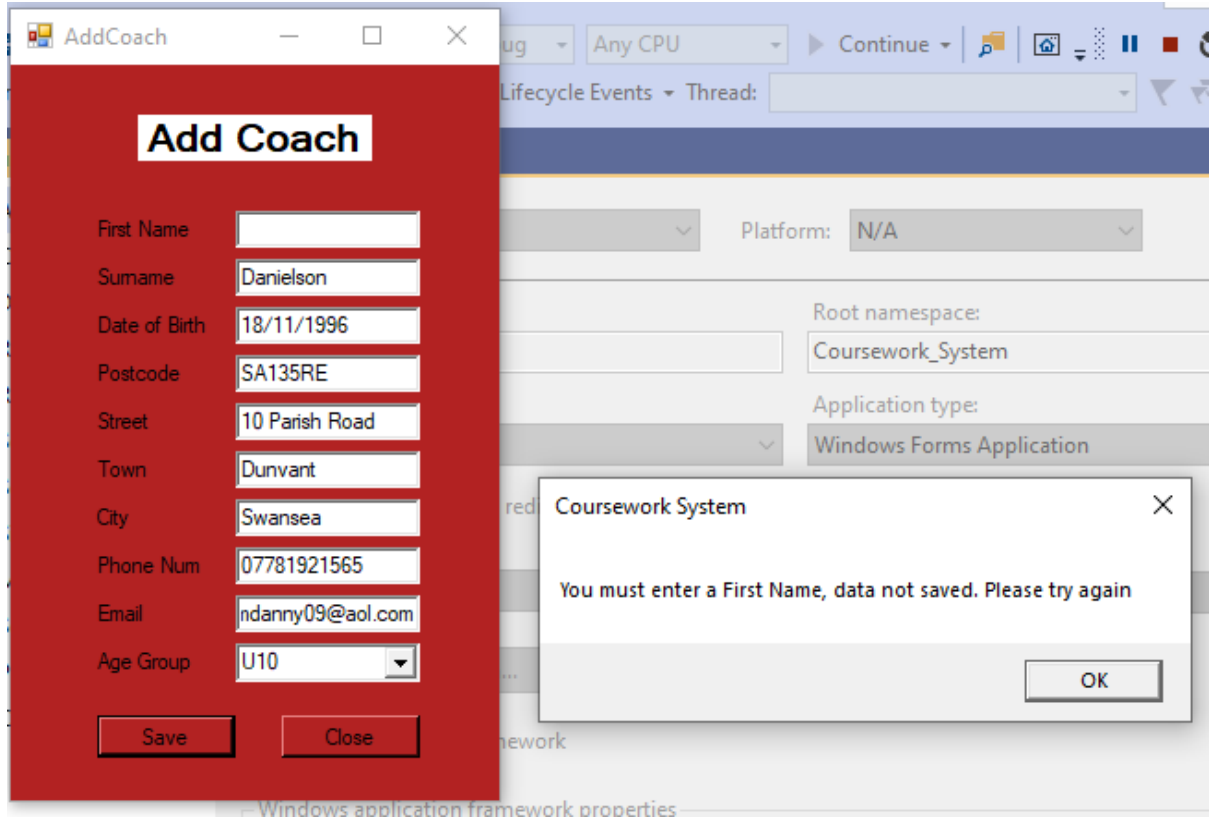 AddCoach
ug Any CPU Continue
Lifecycle Events Thread:
Add Coach
First Name
Surname Danielson
Date of Birth 18/11/1996
Postcode SA135RE
Street 10 Parish Road
Town Dunvant
City Swansea
Phone Num 07781921565
Email ndanny09@aol.com
Age Group U10
Save Close
Platform: N/A
Root namespace:
Coursework_System
Application type:
Windows Forms Application
redi
Coursework System
You must enter a First Name, data not saved. Please try again
OK
...
nework
Windows application framework properties